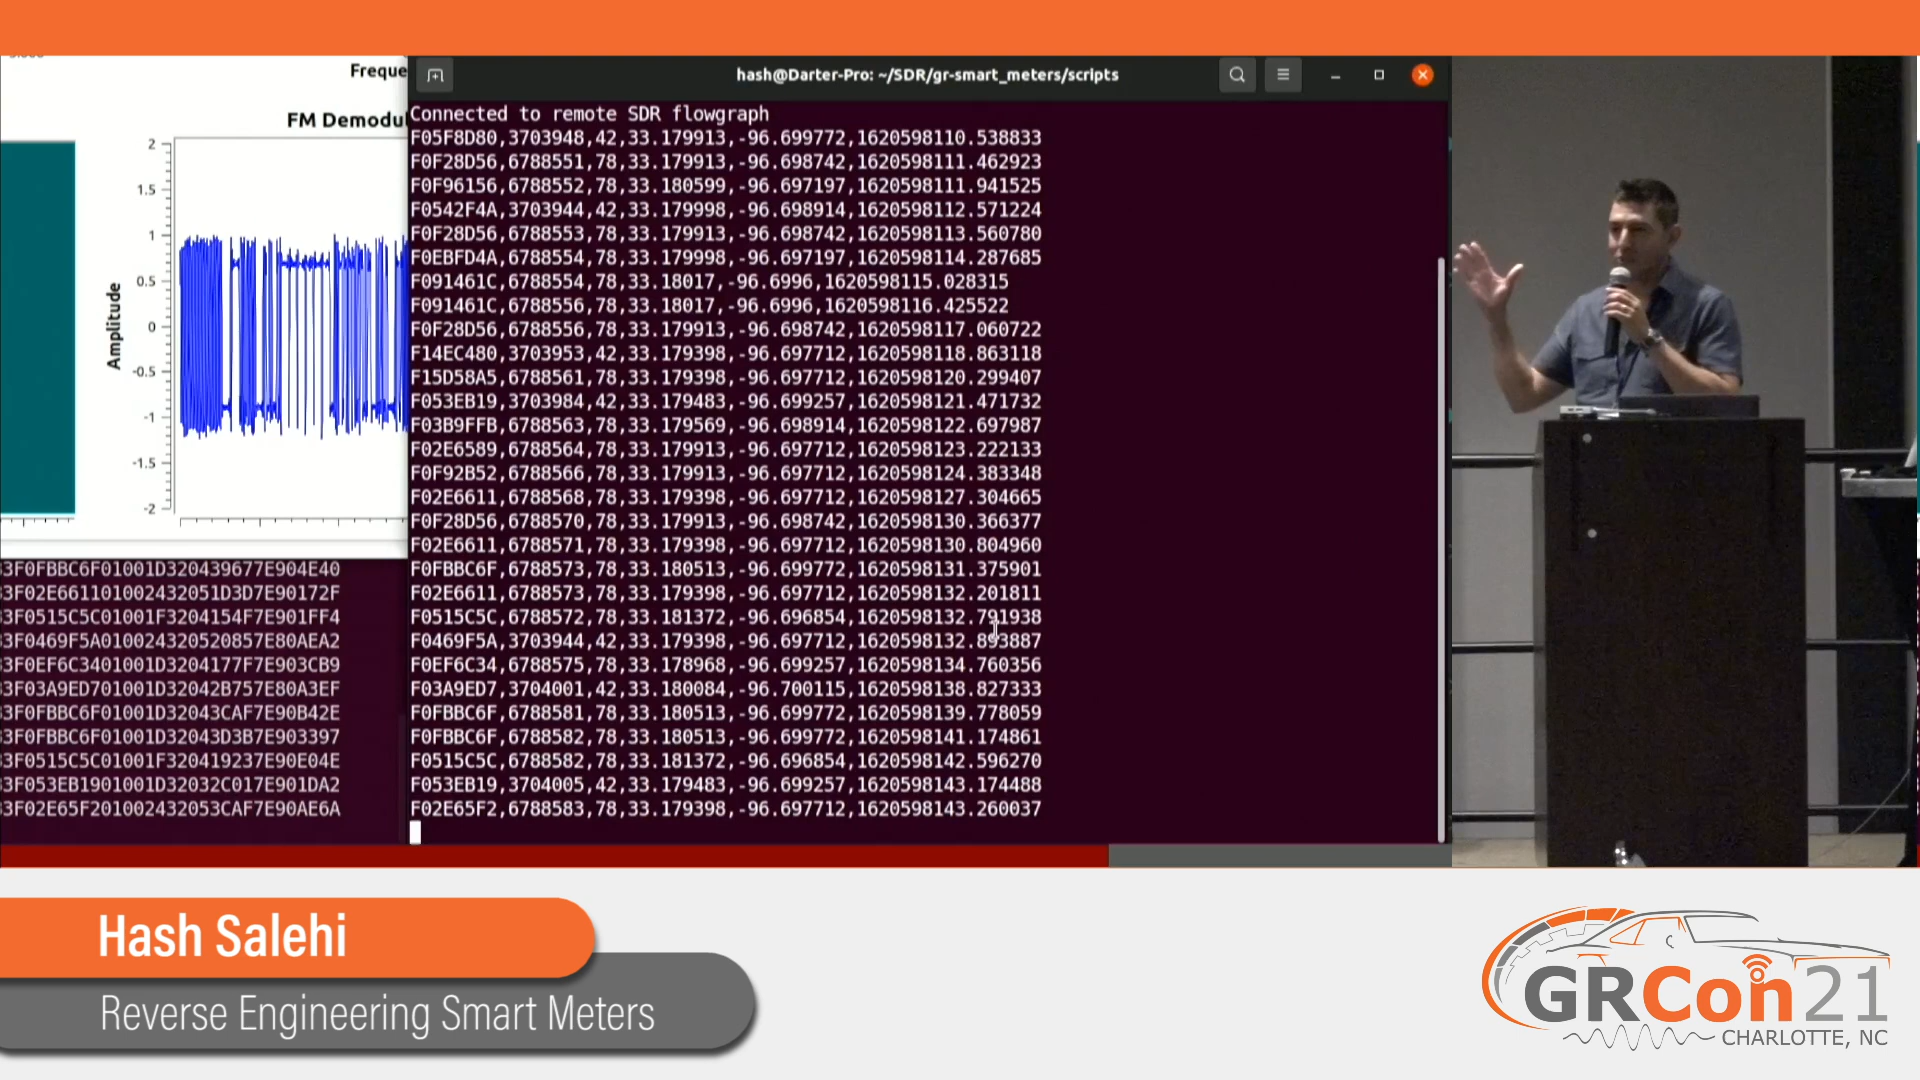 Freque
FM Demodul
2
1.5
1
0.5
0
-0.5
-1
-1.5
-2
Amplitude
hash@Darter-Pro: ~/SDR/gr-smart_meters/scripts
Connected to remote SDR flowgraph
F05F8D80,3703948,42,33.179913,-96.699772,1620598110.538833
F0F28D56,6788551,78,33.179913,-96.698742,1620598111.462923
F0F96156,6788552,78,33.180599,-96.697197,1620598111.941525
F0542F4A,3703944,42,33.179998,-96.698914,1620598112.571224
F0F28D56,6788553,78,33.179913,-96.698742,1620598113.560780
F0EBFD4A,6788554,78,33.179998,-96.697197,1620598114.287685
F091461C,6788554,78,33.18017,-96.6996,1620598115.028315
F091461C,6788556,78,33.18017,-96.6996,1620598116.425522
F0F28D56,6788556,78,33.179913,-96.698742,1620598117.060722
F14EC480,3703953,42,33.179398,-96.697712,1620598118.863118
F15D58A5,6788561,78,33.179398,-96.697712,1620598120.299407
F053EB19,3703984,42,33.179483,-96.699257,1620598121.471732
F03B9FFB,6788563,78,33.179569,-96.698914,1620598122.697987
F02E6589,6788564,78,33.179913,-96.697712,1620598123.222133
F0F92B52,6788566,78,33.179913,-96.697712,1620598124.383348
F02E6611,6788568,78,33.179398,-96.697712,1620598127.304665
F0F28D56,6788570,78,33.179913,-96.698742,1620598130.366377
F02E6611,6788571,78,33.179398,-96.697712,1620598130.804960
F0FBBC6F,6788573,78,33.180513,-96.699772,1620598131.375901
F02E6611,6788573,78,33.179398,-96.697712,1620598132.201811
F0515C5C,6788572,78,33.181372,-96.696854,1620598132.791938
F0469F5A,3703944,42,33.179398,-96.697712,1620598132.893887
F0EF6C34,6788575,78,33.178968,-96.699257,1620598134.760356
F03A9ED7,3704001,42,33.180084,-96.700115,1620598138.827333
F0FBBC6F,6788581,78,33.180513,-96.699772,1620598139.778059
F0FBBC6F,6788582,78,33.180513,-96.699772,1620598141.174861
F0515C5C,6788582,78,33.181372,-96.696854,1620598142.596270
F053EB19,3704005,42,33.179483,-96.699257,1620598143.174488
F02E65F2,6788583,78,33.179398,-96.697712,1620598143.260037
3F0FBBC6F01001D320439677E904E40
3F02E661101002432051D3D7E90172F
3F0515C5C01001F3204154F7E901FF4
3F0469F5A010024320520857E80AEA2
3F0EF6C3401001D3204177F7E903CB9
3F03A9ED701001D32042B757E80A3EF
3F0FBBC6F01001D32043CAF7E90B42E
3F0FBBC6F01001D32043D3B7E903397
3F0515C5C01001F320419237E90E04E
3F053EB1901001D32032C017E901DA2
3F02E65F201002432053CAF7E90AE6A
Hash Salehi
Reverse Engineering Smart Meters
GRCon21
CHARLOTTE, NC